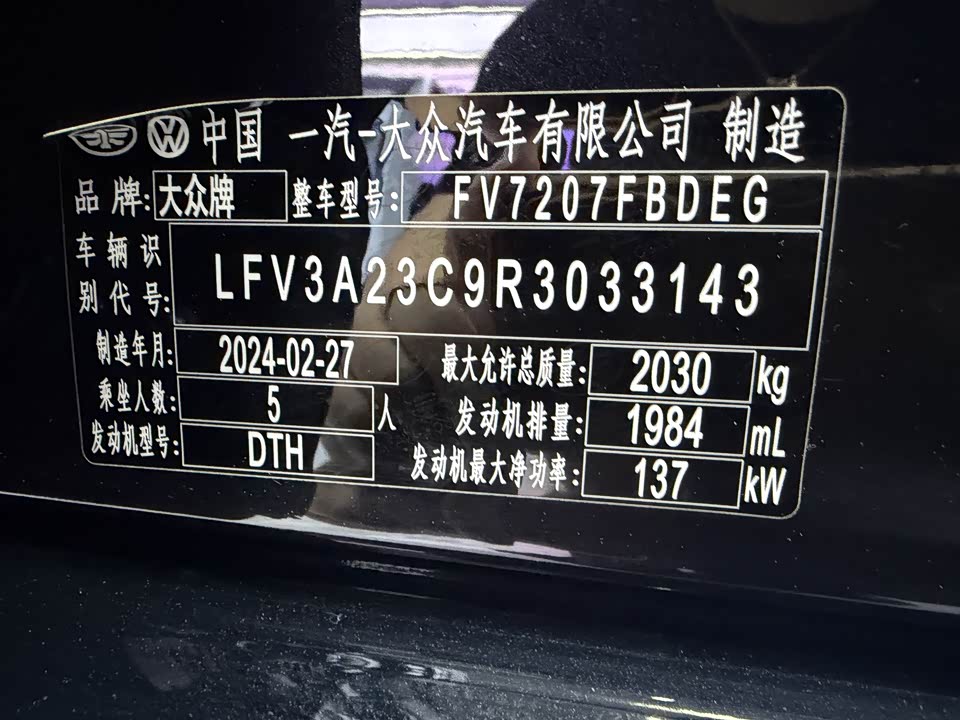 中国 一汽-大众汽车有限公司 制造
品牌: 大众牌 整车型号: FV7207FBDEG
车辆识别代号: LFV3A23C9R3033143
制造年月: 2024-02-27 最大允许总质量: 2030 kg
乘坐人数: 5 人 发动机排量: 1984 mL
发动机型号: DTH 发动机最大净功率: 137 kW